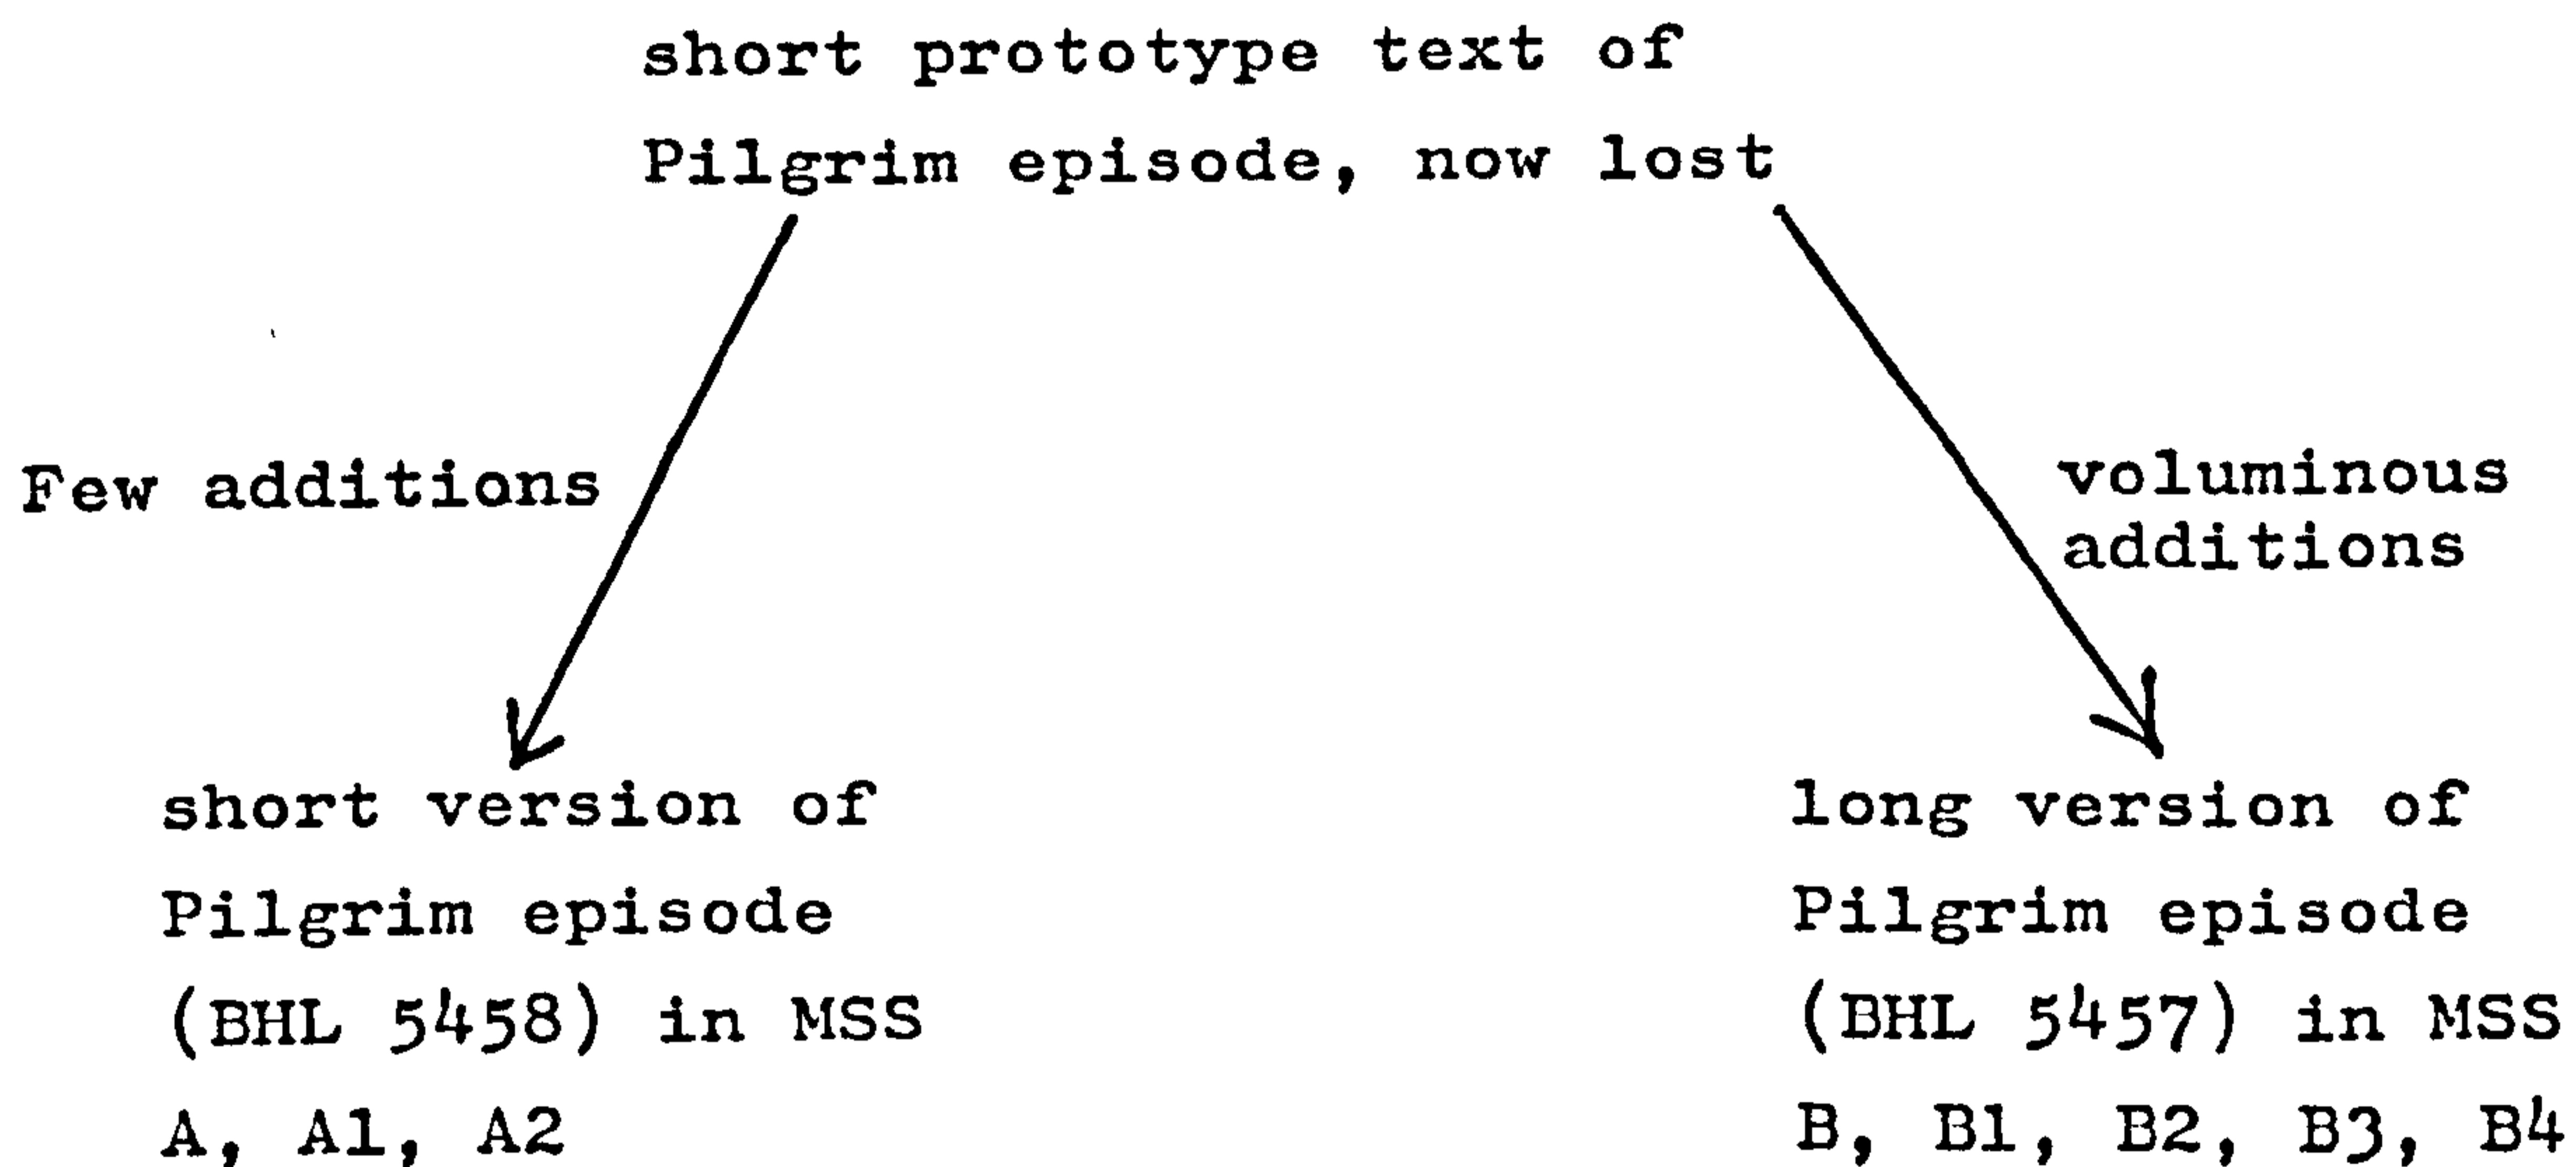 short prototype text of
Pilgrim episode, now lost
Few additions
voluminous
additions
short version of
Pilgrim episode
(BHL 5458) in MSS
A, A1, A2
long version of
Pilgrim episode
(BHL 5457) in MSS
B, B1, B2, B3, B4